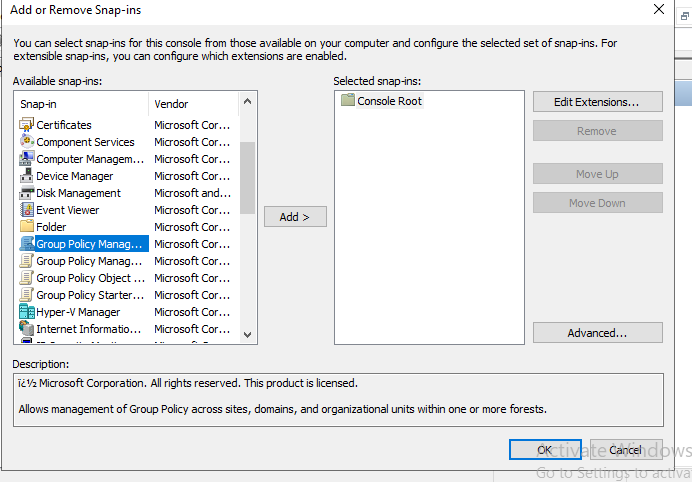 Add or Remove Snap-ins
You can select snap-ins for this console from those available on your computer and configure the selected set of snap-ins. For
extensible snap-ins, you can configure which extensions are enabled.
Available snap-ins:
Snap-in Vendor
Certificates Microsoft Cor...
Component Services Microsoft Cor...
Computer Managem... Microsoft Cor...
Device Manager Microsoft Cor...
Disk Management Microsoft and...
Event Viewer Microsoft Cor...
Folder Microsoft Cor...
Group Policy Manag... Microsoft Cor...
Group Policy Manag... Microsoft Cor...
Group Policy Object ... Microsoft Cor...
Group Policy Starter... Microsoft Cor...
Hyper-V Manager Microsoft Cor...
Internet Informatio... Microsoft Cor...
Add >
Selected snap-ins:
Console Root
Edit Extensions...
Remove
Move Up
Move Down
Advanced...
Description:
ï¿½ Microsoft Corporation. All rights reserved. This product is licensed.
Allows management of Group Policy across sites, domains, and organizational units within one or more forests.
OK
Cancel
Activate Windows
Go to Settings to activa